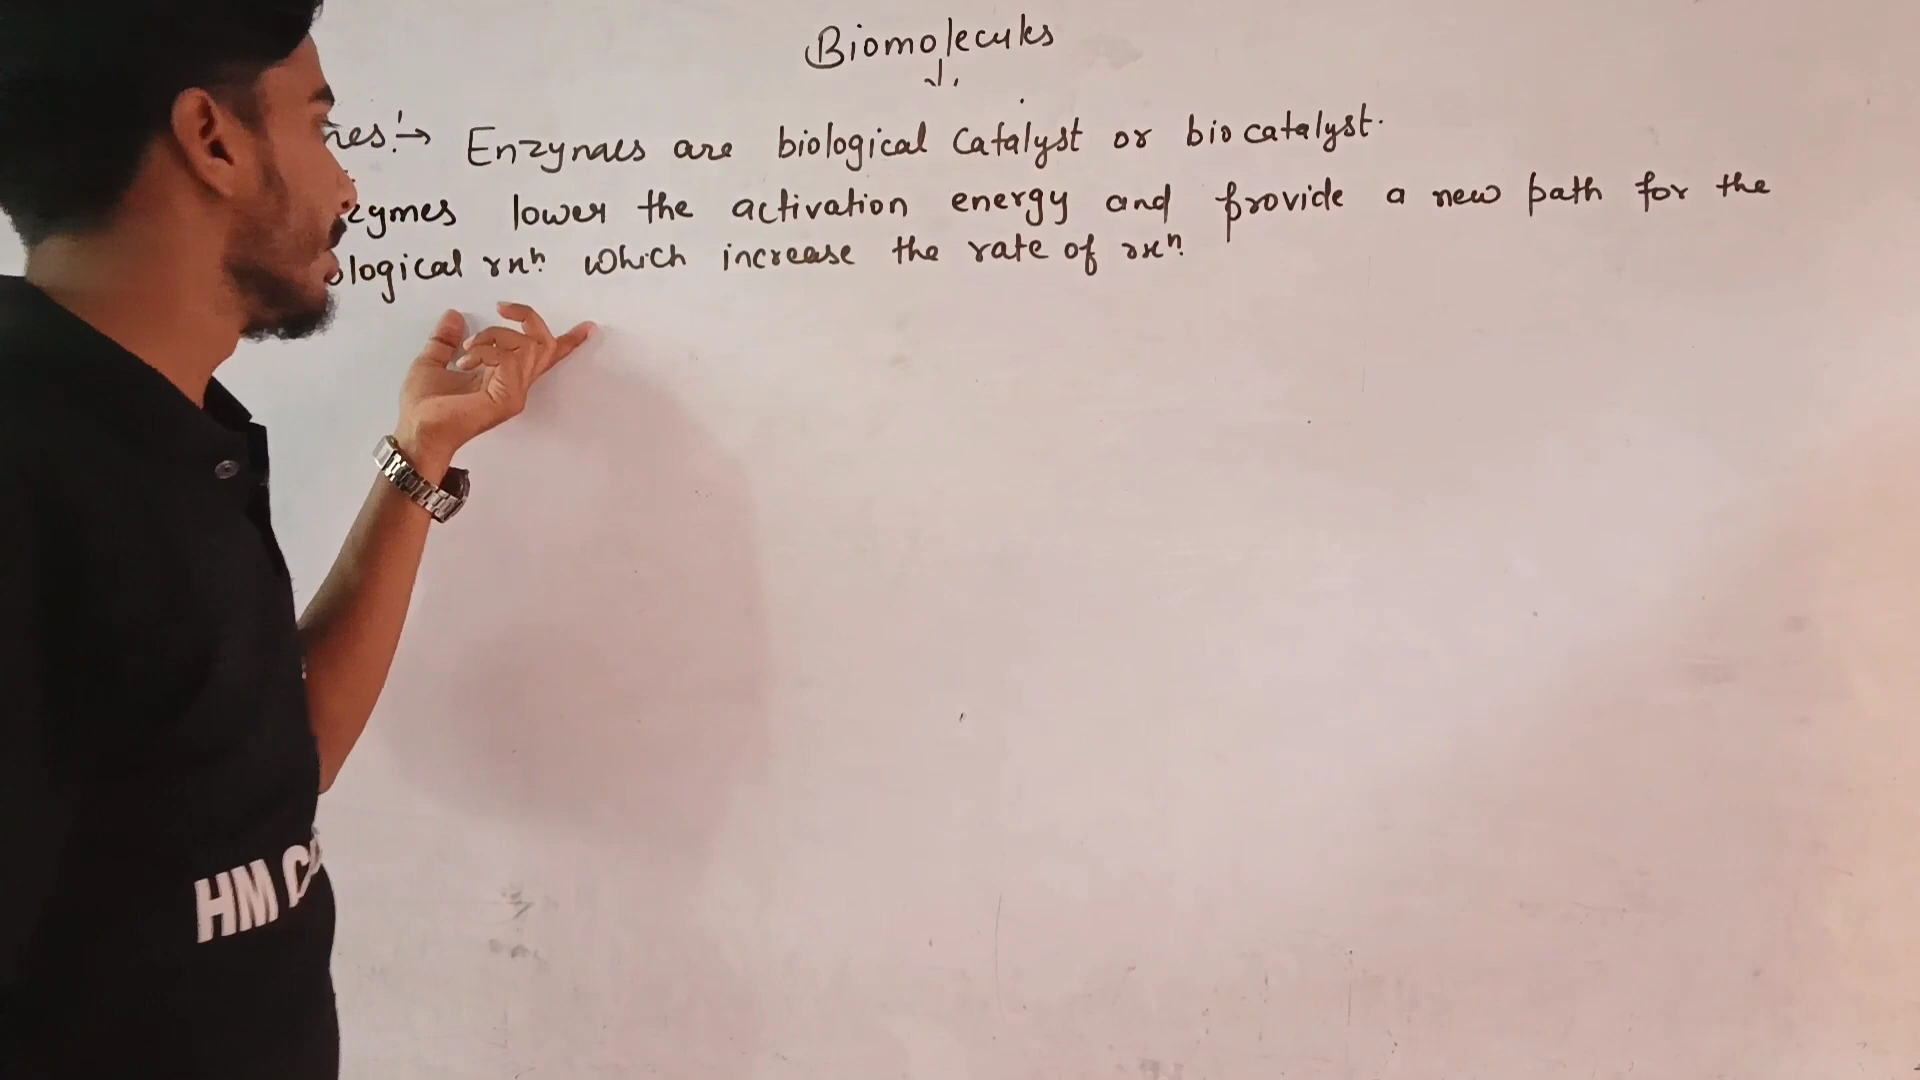 Biomolecules
nes:→ Enzymes are biological catalyst or bio catalyst.
zymes lower the activation energy and provide a new path for the
ological rxn. which increase the rate of rxn.
HM C